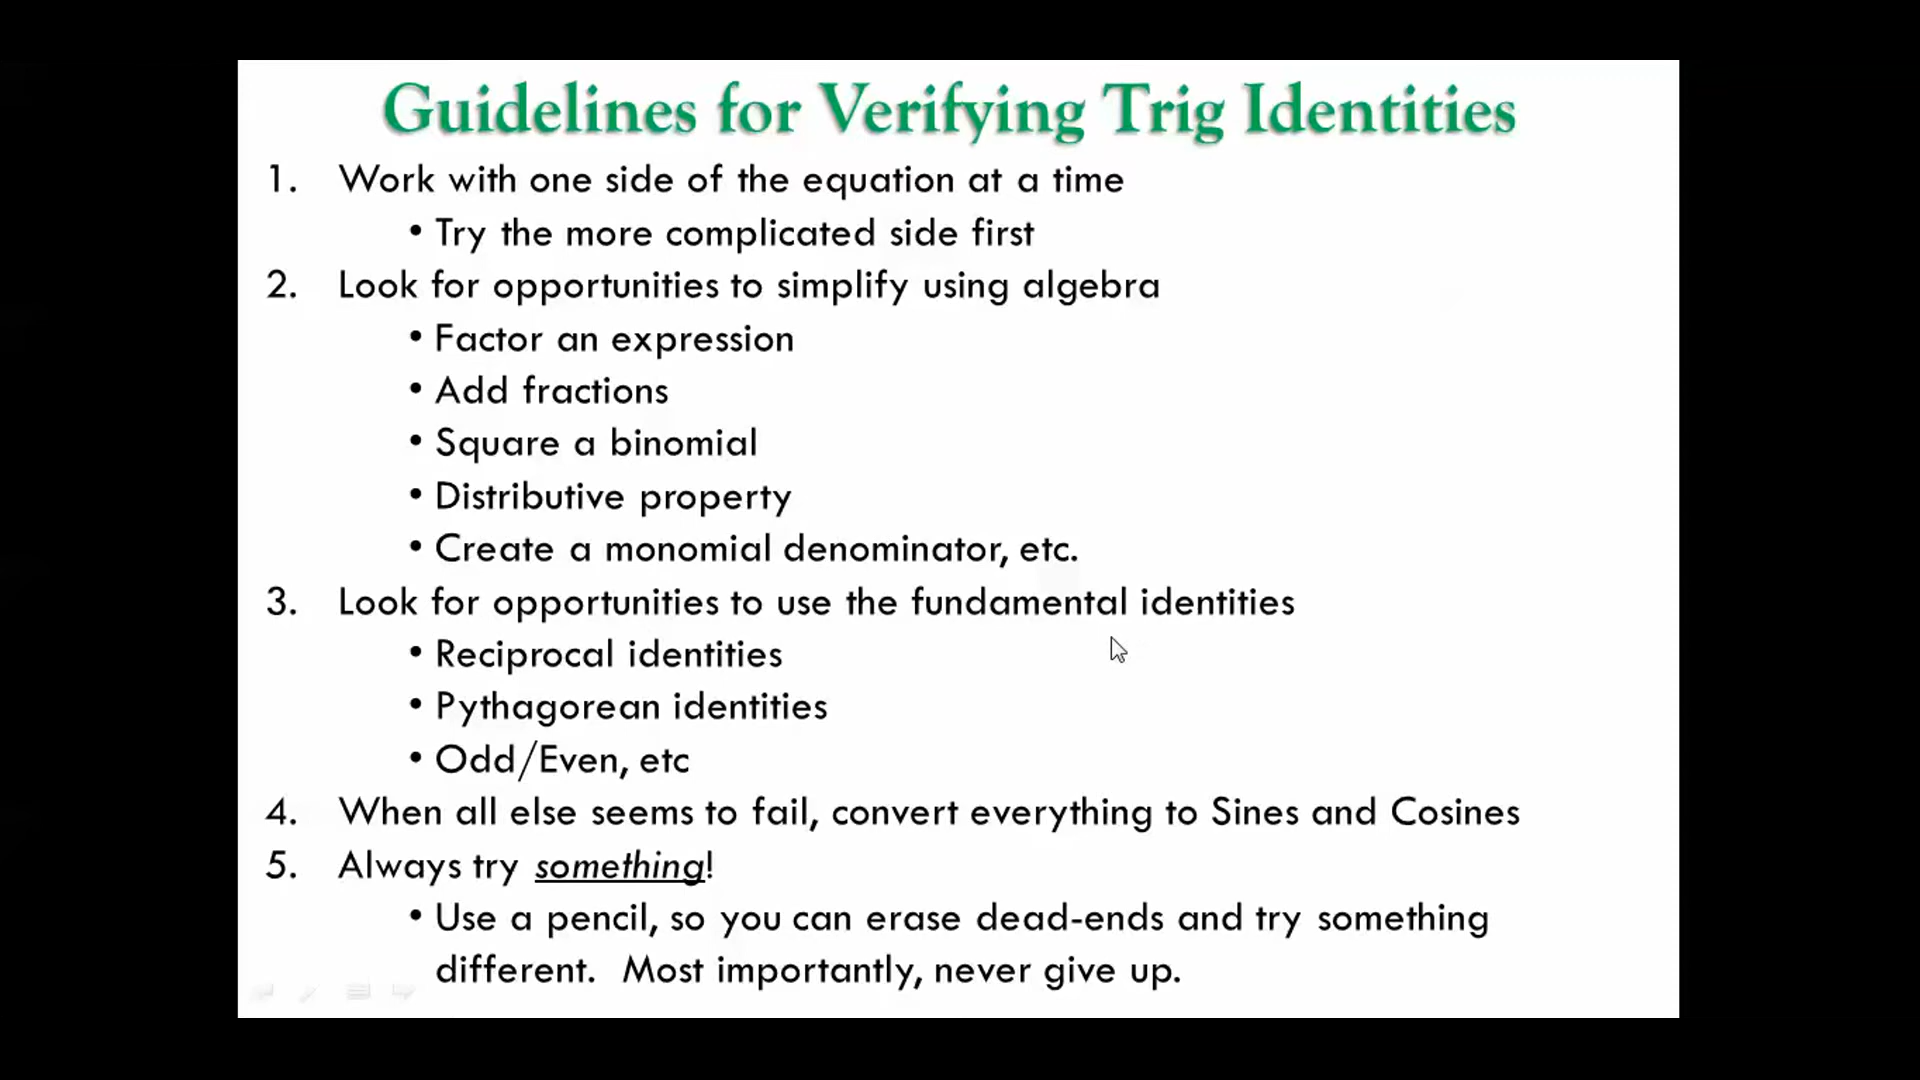 Guidelines for Verifying Trig Identities
1. Work with one side of the equation at a time
• Try the more complicated side first
2. Look for opportunities to simplify using algebra
• Factor an expression
• Add fractions
• Square a binomial
• Distributive property
• Create a monomial denominator, etc.
3. Look for opportunities to use the fundamental identities
• Reciprocal identities
• Pythagorean identities
• Odd/Even, etc
4. When all else seems to fail, convert everything to Sines and Cosines
5. Always try something!
• Use a pencil, so you can erase dead-ends and try something
different. Most importantly, never give up.